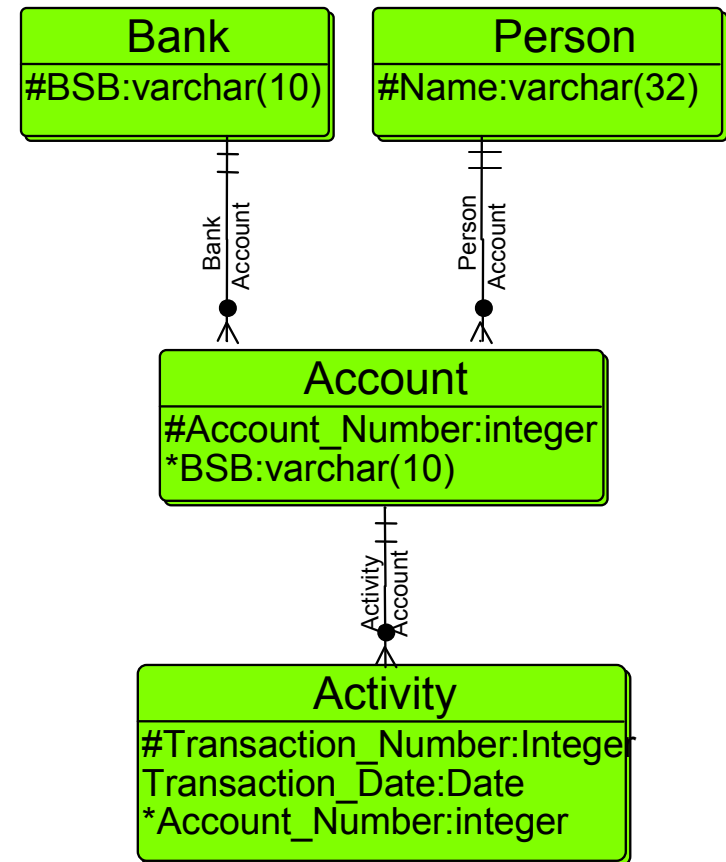 Bank
#BSB:varchar(10)
Person
#Name:varchar(32)
Bank
Account
Person
Account
Account
#Account_Number:integer
*BSB:varchar(10)
Activity
Account
Activity
#Transaction_Number:Integer
Transaction_Date:Date
*Account_Number:integer